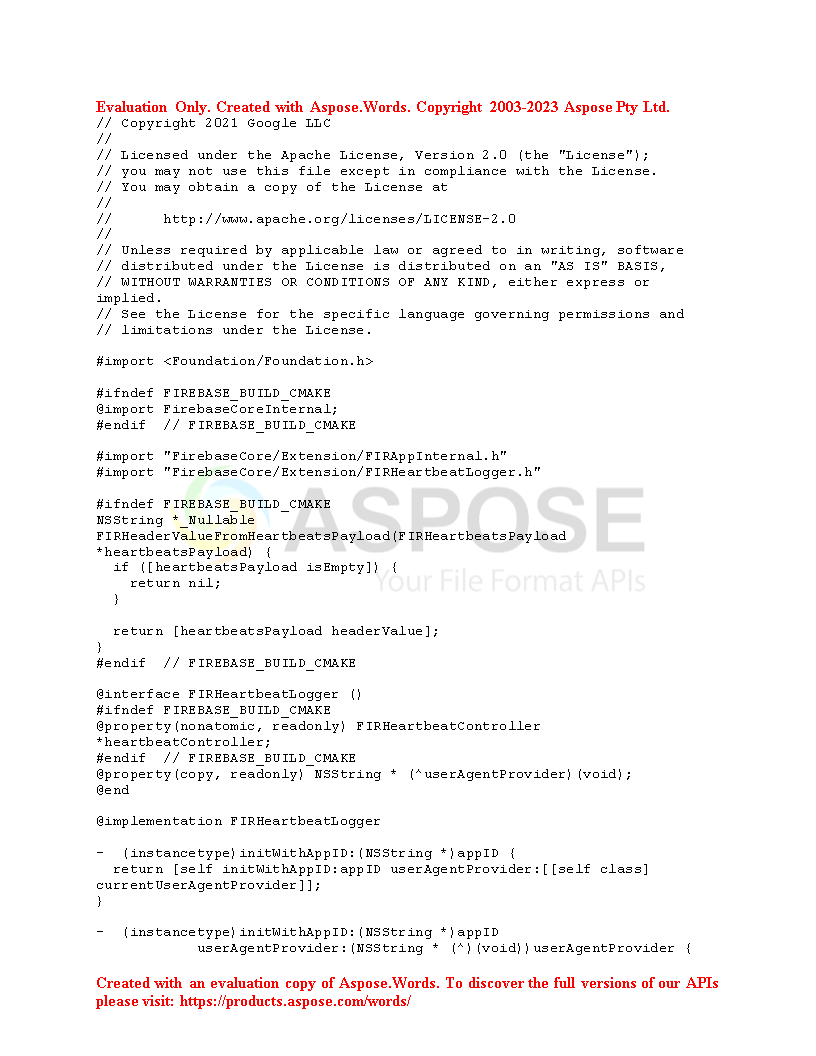 Evaluation Only. Created with Aspose.Words. Copyright 2003-2023 Aspose Pty Ltd.
// Copyright 2021 Google LLC
//
// Licensed under the Apache License, Version 2.0 (the "License");
// you may not use this file except in compliance with the License.
// You may obtain a copy of the License at
//
//      http://www.apache.org/licenses/LICENSE-2.0
//
// Unless required by applicable law or agreed to in writing, software
// distributed under the License is distributed on an "AS IS" BASIS,
// WITHOUT WARRANTIES OR CONDITIONS OF ANY KIND, either express or
implied.
// See the License for the specific language governing permissions and
// limitations under the License.

#import <Foundation/Foundation.h>

#ifndef FIREBASE_BUILD_CMAKE
@import FirebaseCoreInternal;
#endif  // FIREBASE_BUILD_CMAKE

#import "FirebaseCore/Extension/FIRAppInternal.h"
#import "FirebaseCore/Extension/FIRHeartbeatLogger.h"

#ifndef FIREBASE_BUILD_CMAKE
NSString *_Nullable
FIRHeaderValueFromHeartbeatsPayload(FIRHeartbeatsPayload
*heartbeatsPayload) {
  if ([heartbeatsPayload isEmpty]) {
    return nil;
  }

  return [heartbeatsPayload headerValue];
}
#endif  // FIREBASE_BUILD_CMAKE

@interface FIRHeartbeatLogger ()
#ifndef FIREBASE_BUILD_CMAKE
@property(nonatomic, readonly) FIRHeartbeatController
*heartbeatController;
#endif  // FIREBASE_BUILD_CMAKE
@property(copy, readonly) NSString * (^userAgentProvider)(void);
@end

@implementation FIRHeartbeatLogger

-  (instancetype)initWithAppID:(NSString *)appID {
  return [self initWithAppID:appID userAgentProvider:[[self class]
currentUserAgentProvider]];
}

-  (instancetype)initWithAppID:(NSString *)appID
            userAgentProvider:(NSString * (^)(void))userAgentProvider {
ASPOSE
Your File Format APIs
Created with an evaluation copy of Aspose.Words. To discover the full versions of our APIs
please visit: https://products.aspose.com/words/